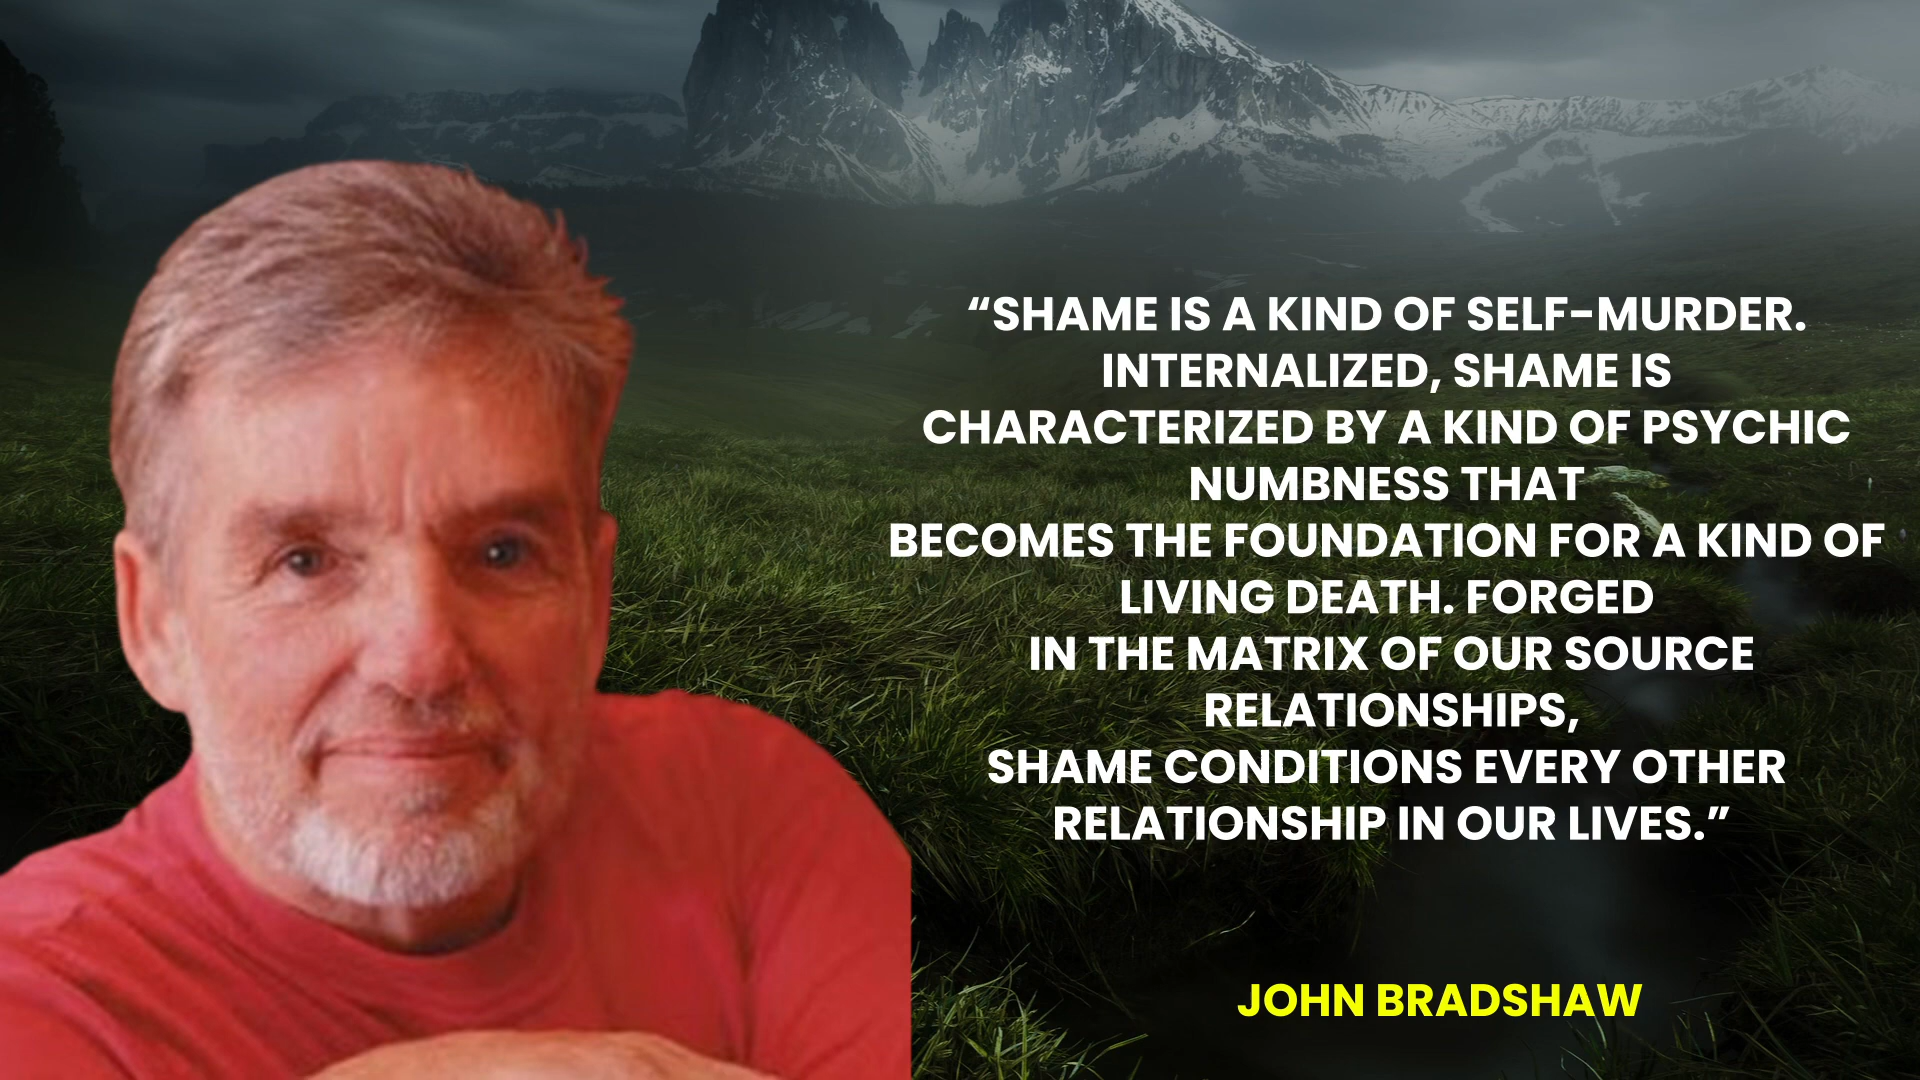 “SHAME IS A KIND OF SELF-MURDER.
INTERNALIZED, SHAME IS
CHARACTERIZED BY A KIND OF PSYCHIC
NUMBNESS THAT
BECOMES THE FOUNDATION FOR A KIND OF
LIVING DEATH. FORGED
IN THE MATRIX OF OUR SOURCE
RELATIONSHIPS,
SHAME CONDITIONS EVERY OTHER
RELATIONSHIP IN OUR LIVES.”
JOHN BRADSHAW